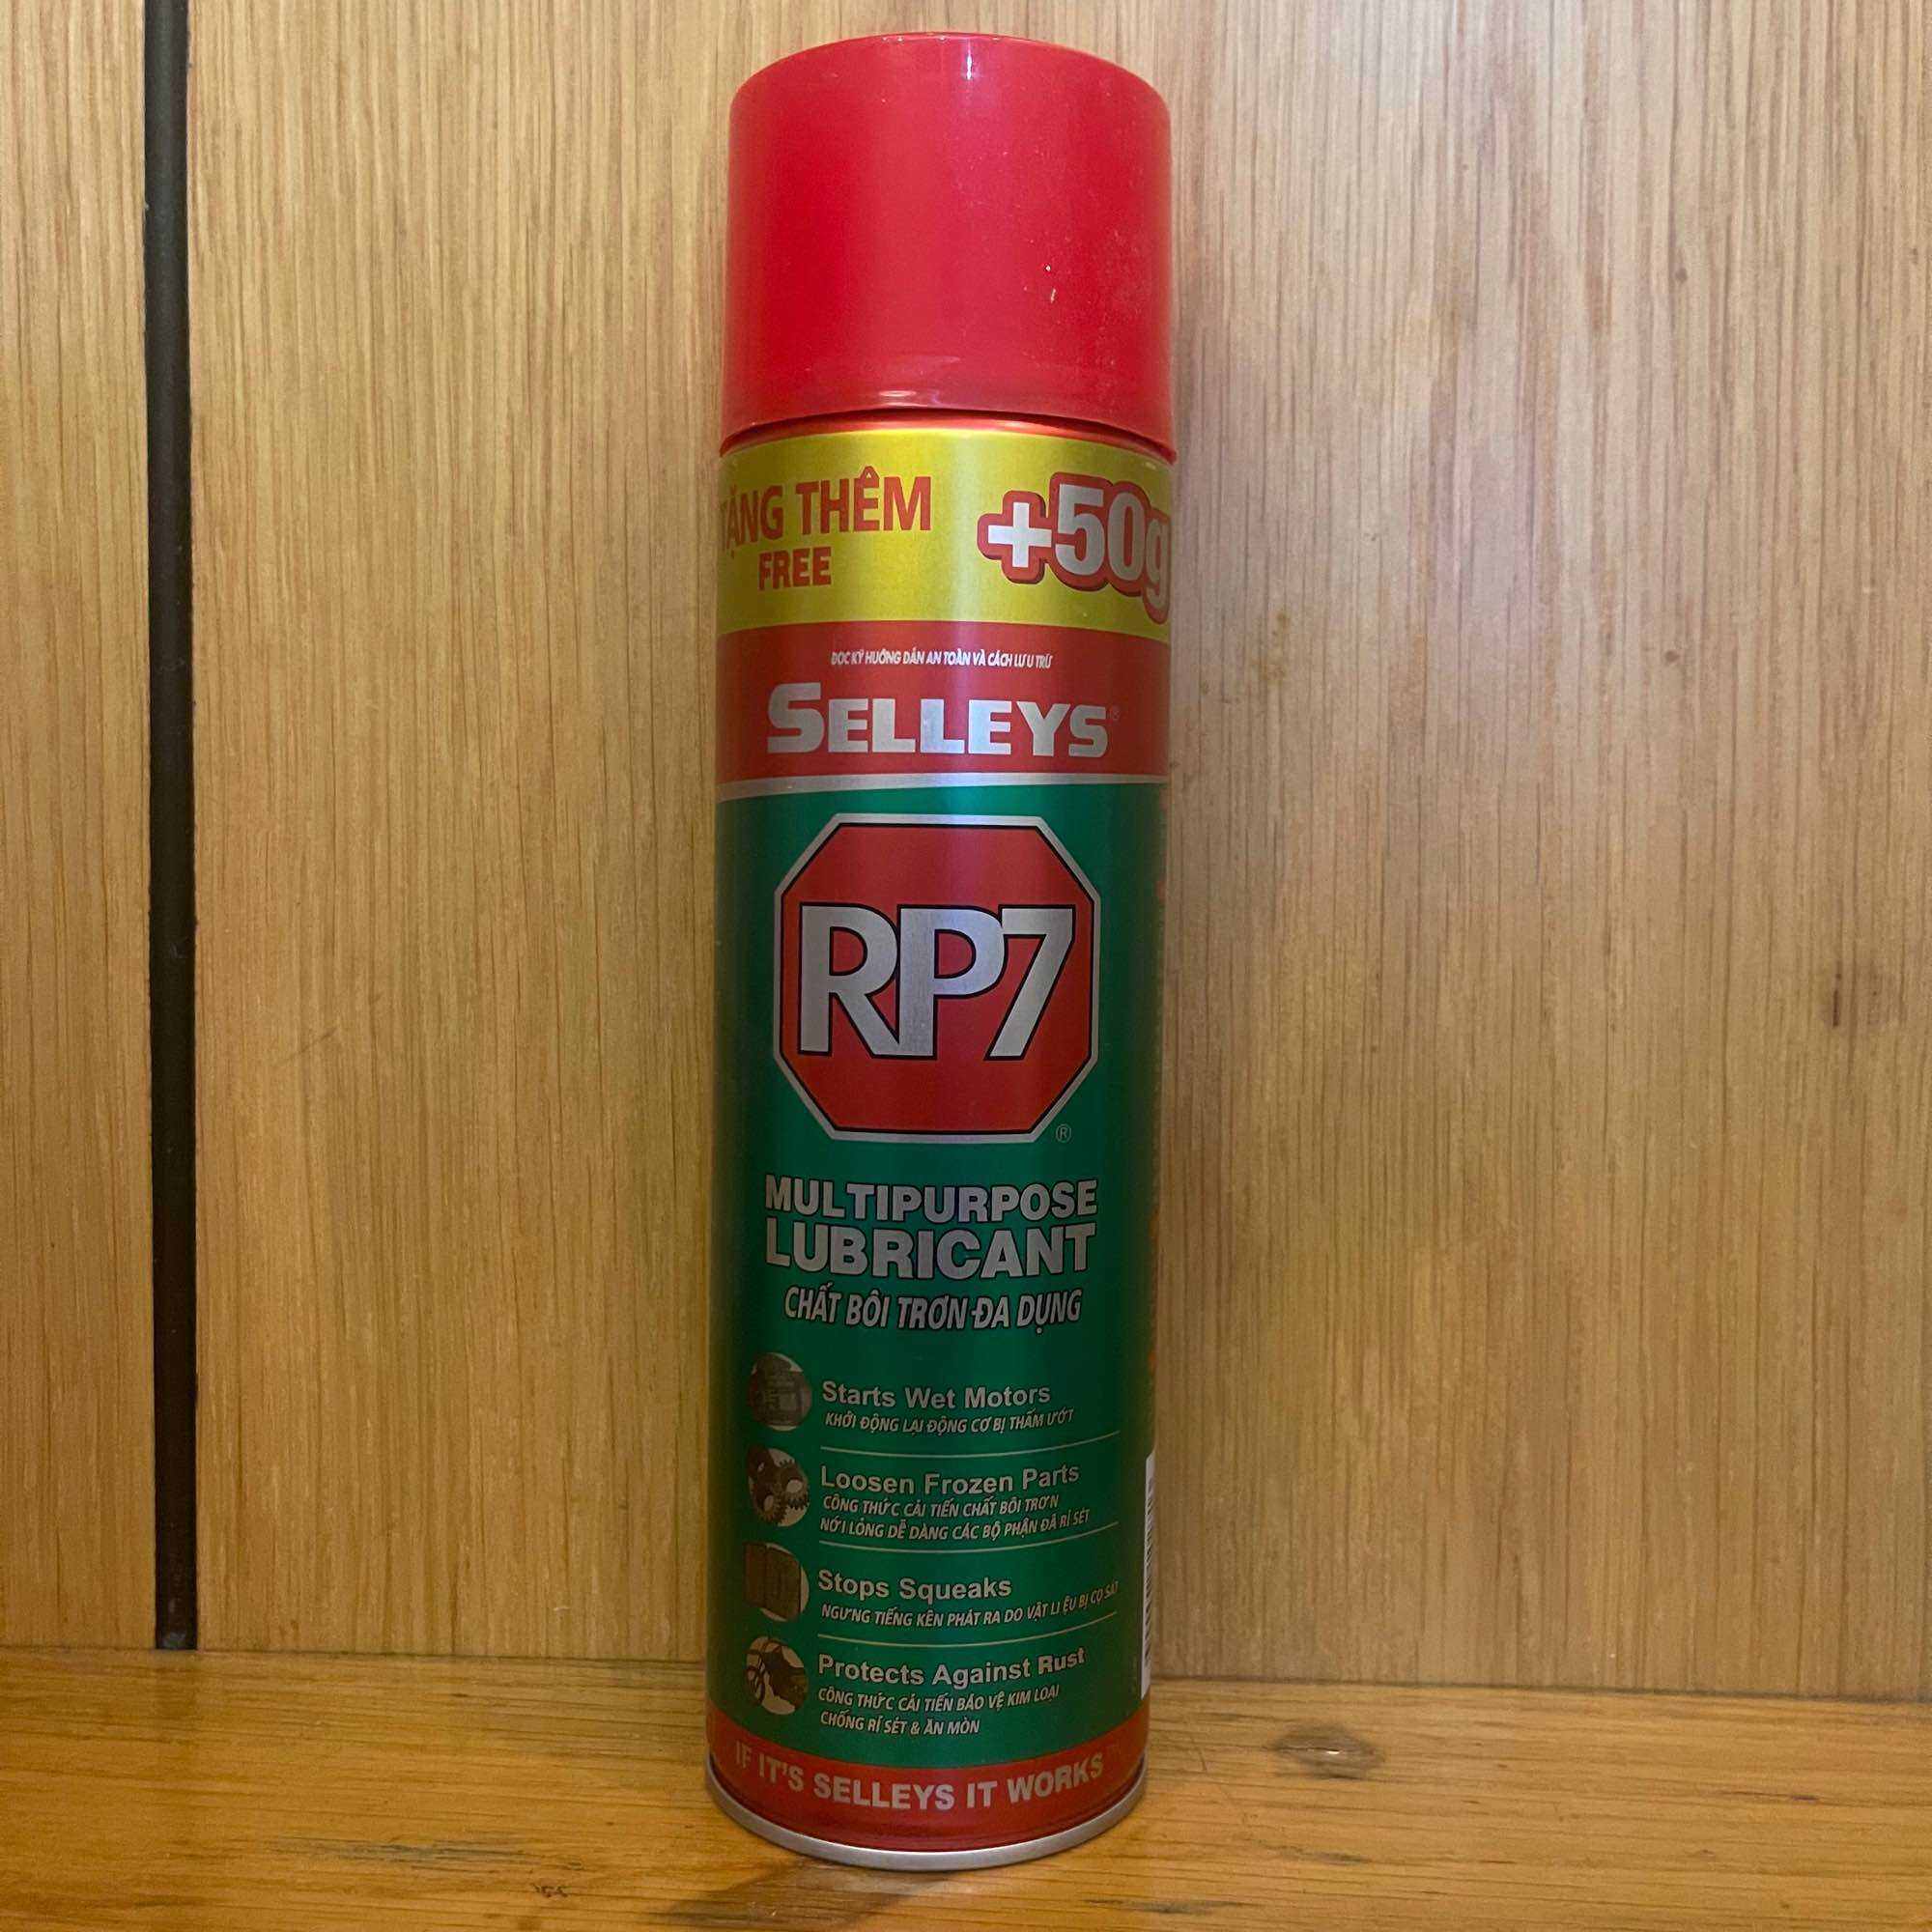 TẶNG THÊM
FREE
+50g
ĐỌC KỸ HƯỚNG DẪN AN TOÀN VÀ CÁCH LƯU TRỮ
SELLEYS®
RP7
®
MULTIPURPOSE
LUBRICANT
CHẤT BÔI TRƠN ĐA DỤNG
Starts Wet Motors
KHỞI ĐỘNG LẠI ĐỘNG CƠ BỊ THẤM ƯỚT
Loosen Frozen Parts
CÔNG THỨC CẢI TIẾN CHẤT BÔI TRƠN
NỚI LỎNG DỄ DÀNG CÁC BỘ PHẬN ĐÃ RỈ SÉT
Stops Squeaks
NGƯNG TIẾNG KÊN PHÁT RA DO VẬT LIỆU BỊ CỌ SÁT
Protects Against Rust
CÔNG THỨC CẢI TIẾN BẢO VỆ KIM LOẠI
CHỐNG RỈ SÉT & ĂN MÒN
IF IT'S SELLEYS IT WORKS™